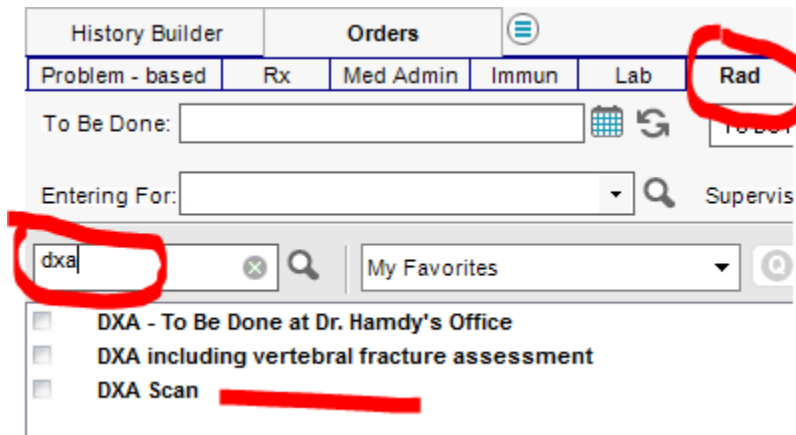 History Builder Orders
Problem - based Rx Med Admin Immun Lab Rad
To Be Done:
Entering For: Supervis
dxa My Favorites Q
DXA - To Be Done at Dr. Hamdy's Office
DXA including vertebral fracture assessment
DXA Scan